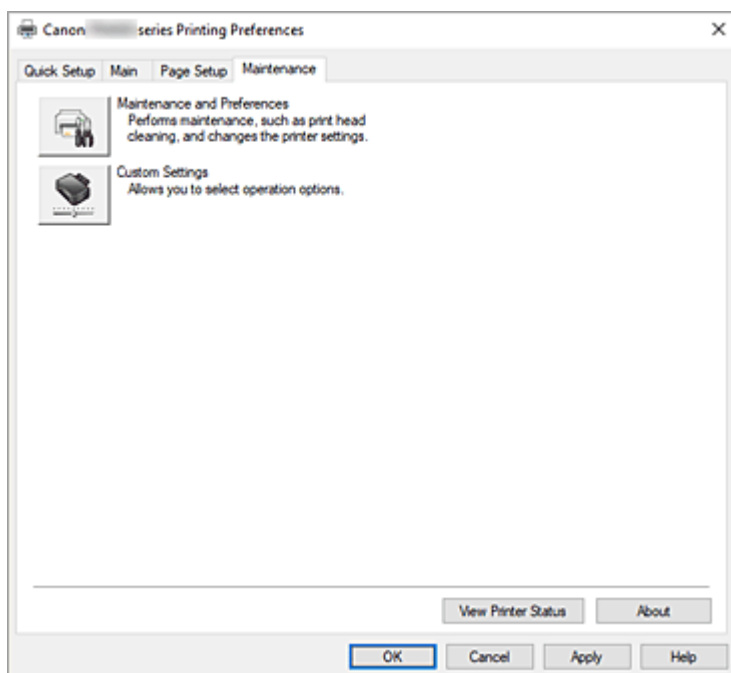 Canon series Printing Preferences
Quick Setup Main Page Setup Maintenance
Maintenance and Preferences
Performs maintenance, such as print head
cleaning, and changes the printer settings.
Custom Settings
Allows you to select operation options.
View Printer Status About
OK Cancel Apply Help